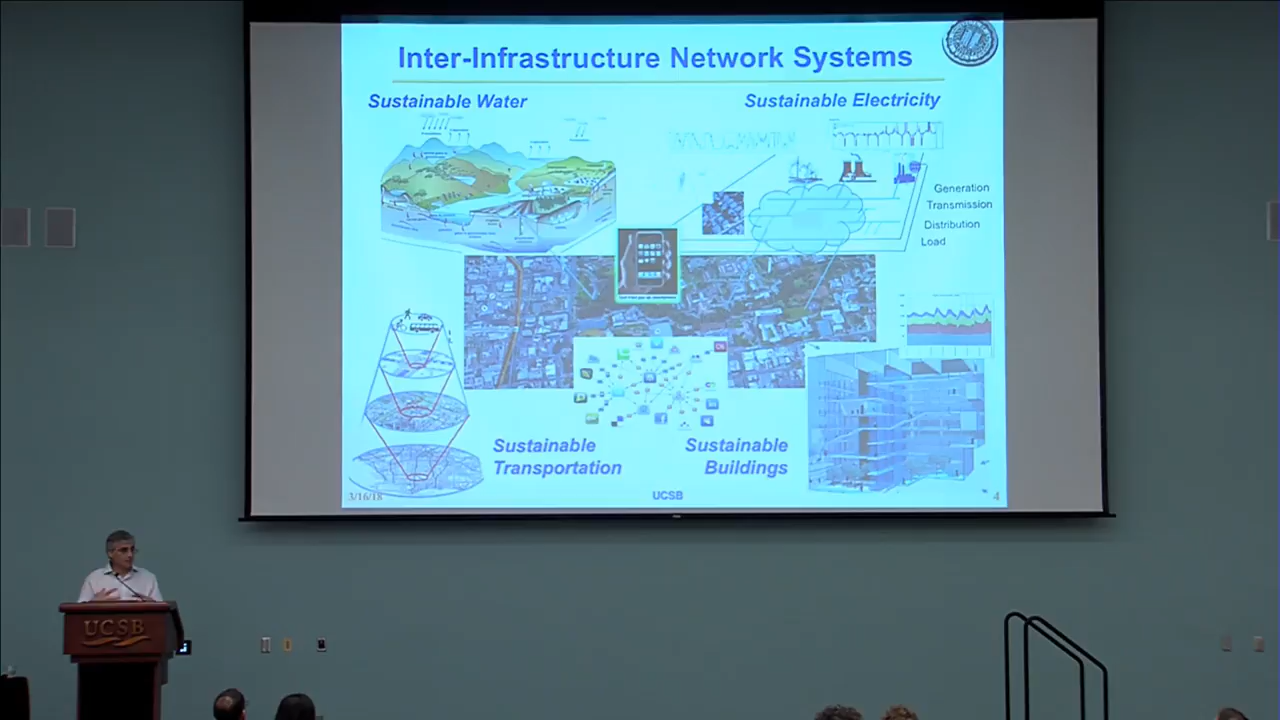 Inter-Infrastructure Network Systems
Sustainable Water
Sustainable Electricity
Generation
Transmission
Distribution
Load
Sustainable
Transportation
Sustainable
Buildings
3/16/18
UCSB
4
UCSB